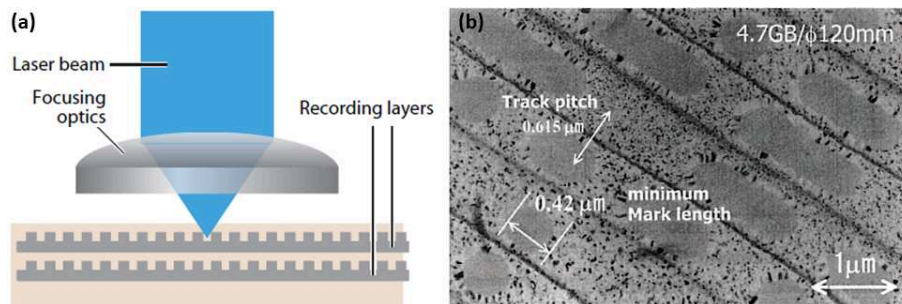 (a)
Laser beam
Focusing
optics
Recording layers
(b)
4.7GB/ϕ120mm
Track pitch
0.615 μm
0.42 μm
minimum
Mark length
1μm